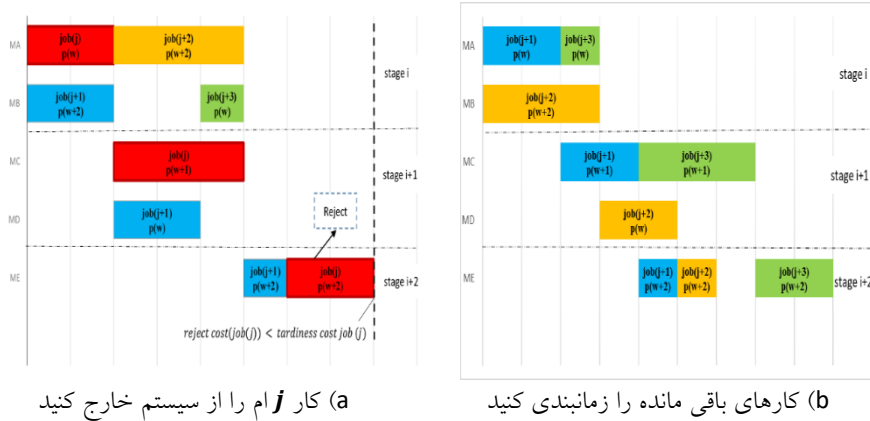 MA
job(j)
p(w)
job(j+2)
p(w+2)
stage i
MB
job(j+1)
p(w+2)
job(j+3)
p(w)
MC
job(j)
p(w+1)
stage i+1
MD
job(j+1)
p(w)
Reject
ME
job(j+1)
p(w+2)
job(j)
p(w+2)
stage i+2
reject cost(job(j)) < tardiness cost job (j)
a) کار j ام را از سیستم خارج کنید
MA
job(j+1)
p(w)
job(j+3)
p(w)
stage i
MB
job(j+2)
p(w+2)
MC
job(j+1)
p(w+1)
job(j+3)
p(w+1)
stage i+1
MD
job(j+2)
p(w)
ME
job(j+1)
p(w+2)
job(j+2)
p(w+2)
job(j+3)
p(w+2)
stage i+2
b) کارهای باقی مانده را زمانبندی کنید